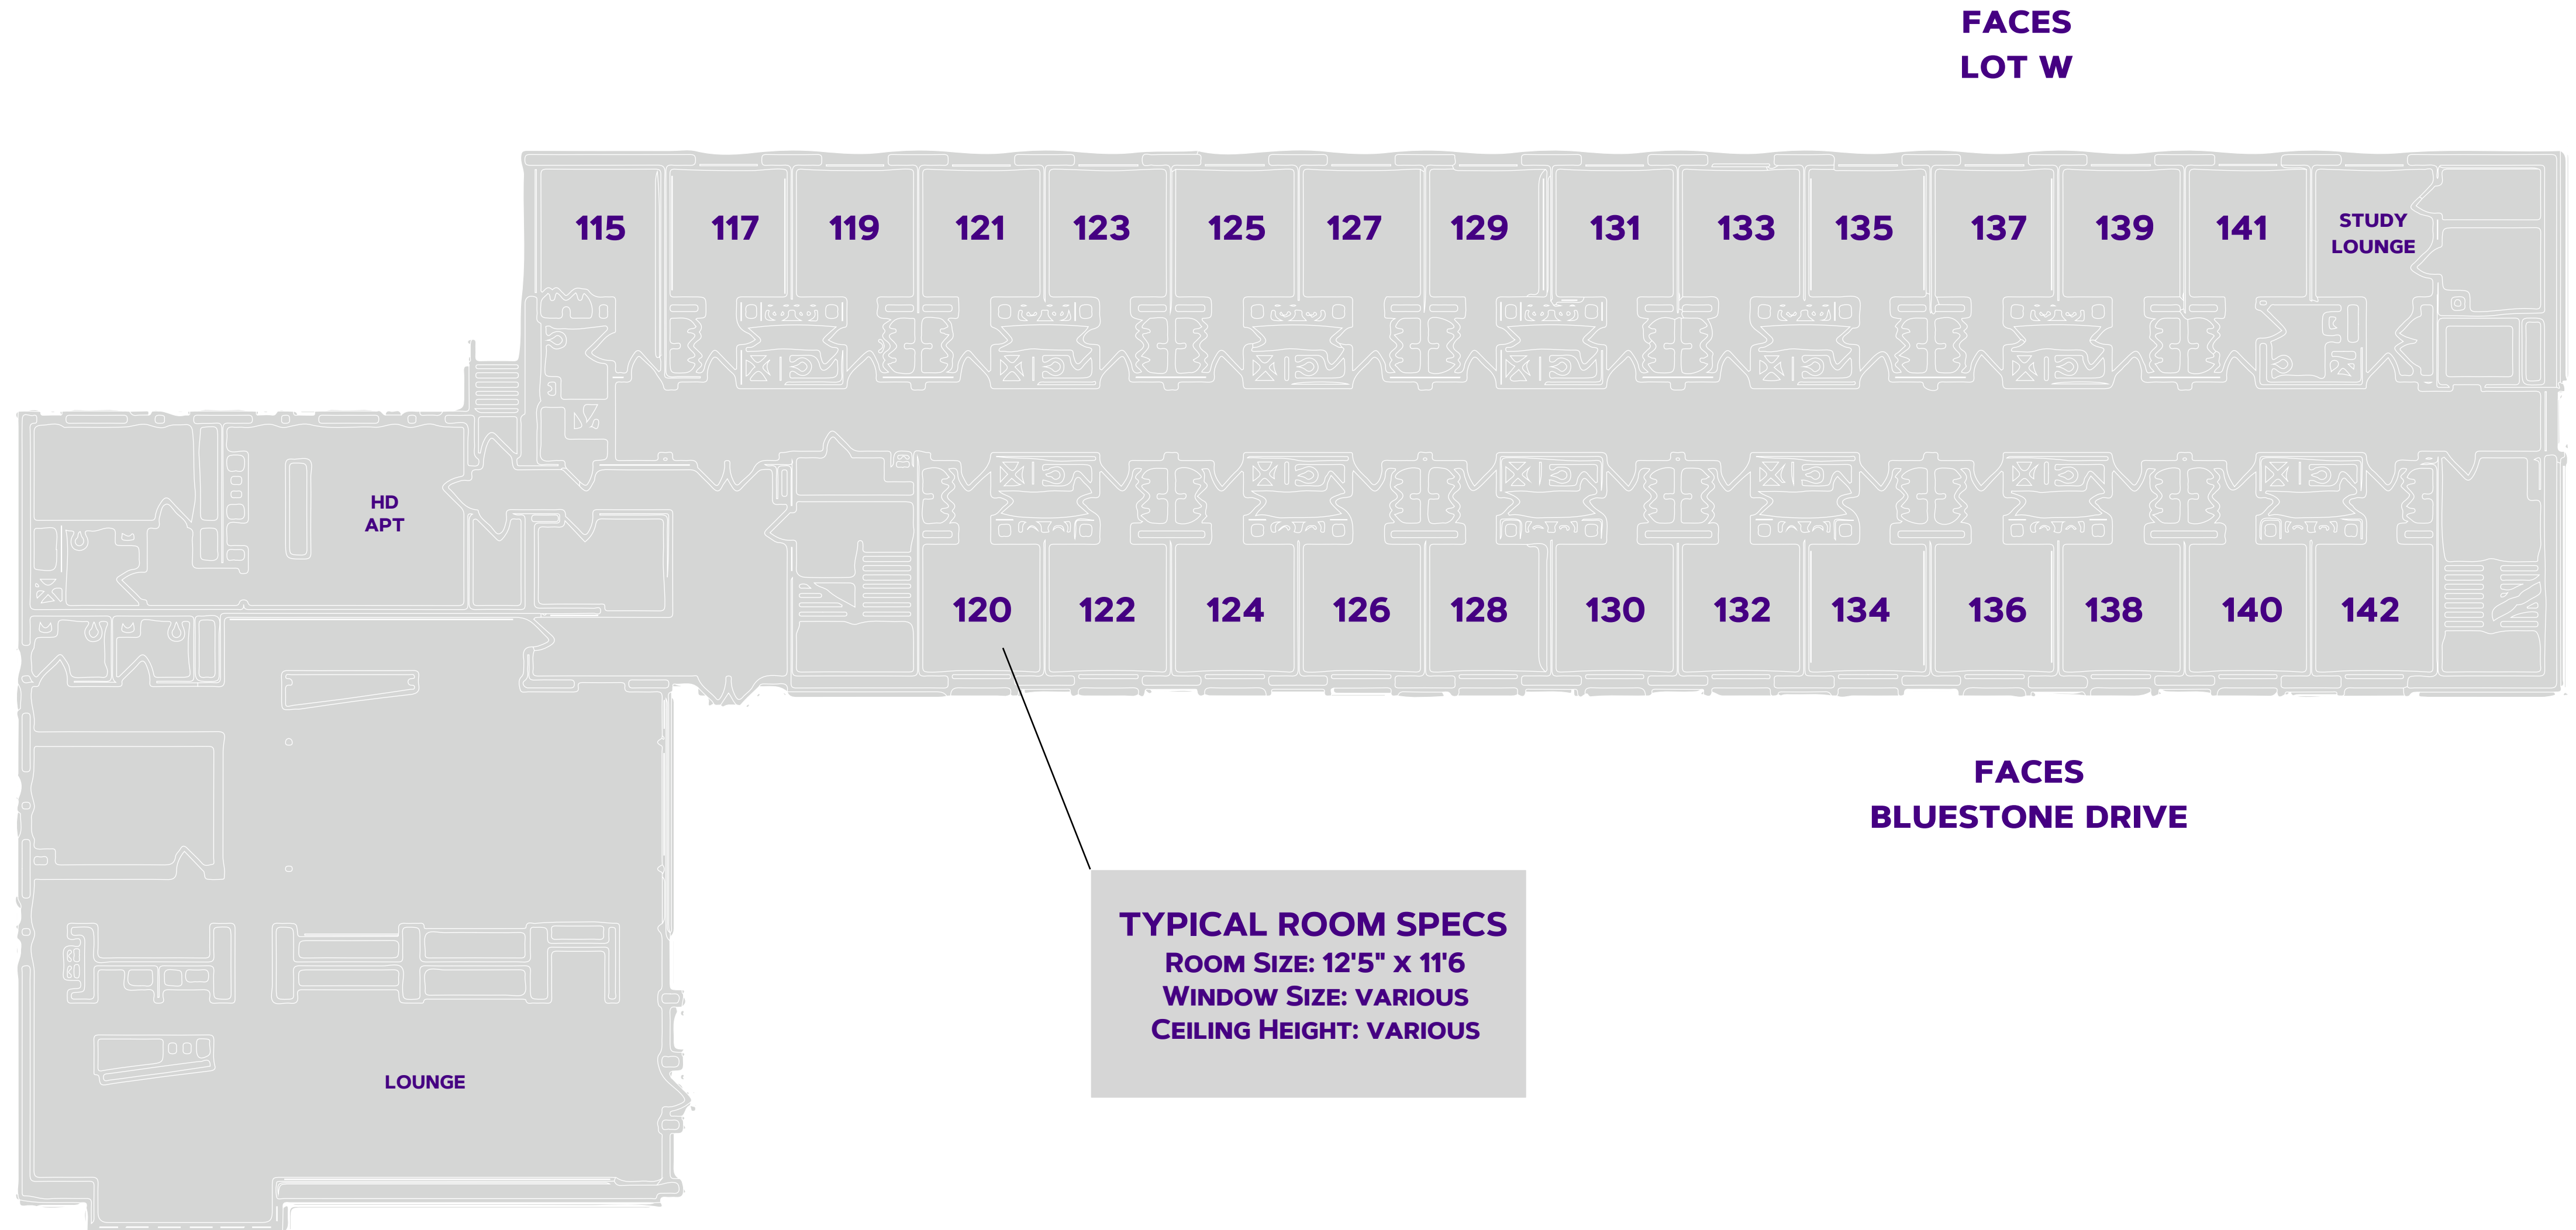 FACES
LOT W
115 117 119 121 123 125 127 129 131 133 135 137 139 141 STUDY
LOUNGE
HD
APT
120 122 124 126 128 130 132 134 136 138 140 142
FACES
BLUESTONE DRIVE
TYPICAL ROOM SPECS
ROOM SIZE: 12'5" X 11'6
WINDOW SIZE: VARIOUS
CEILING HEIGHT: VARIOUS
LOUNGE